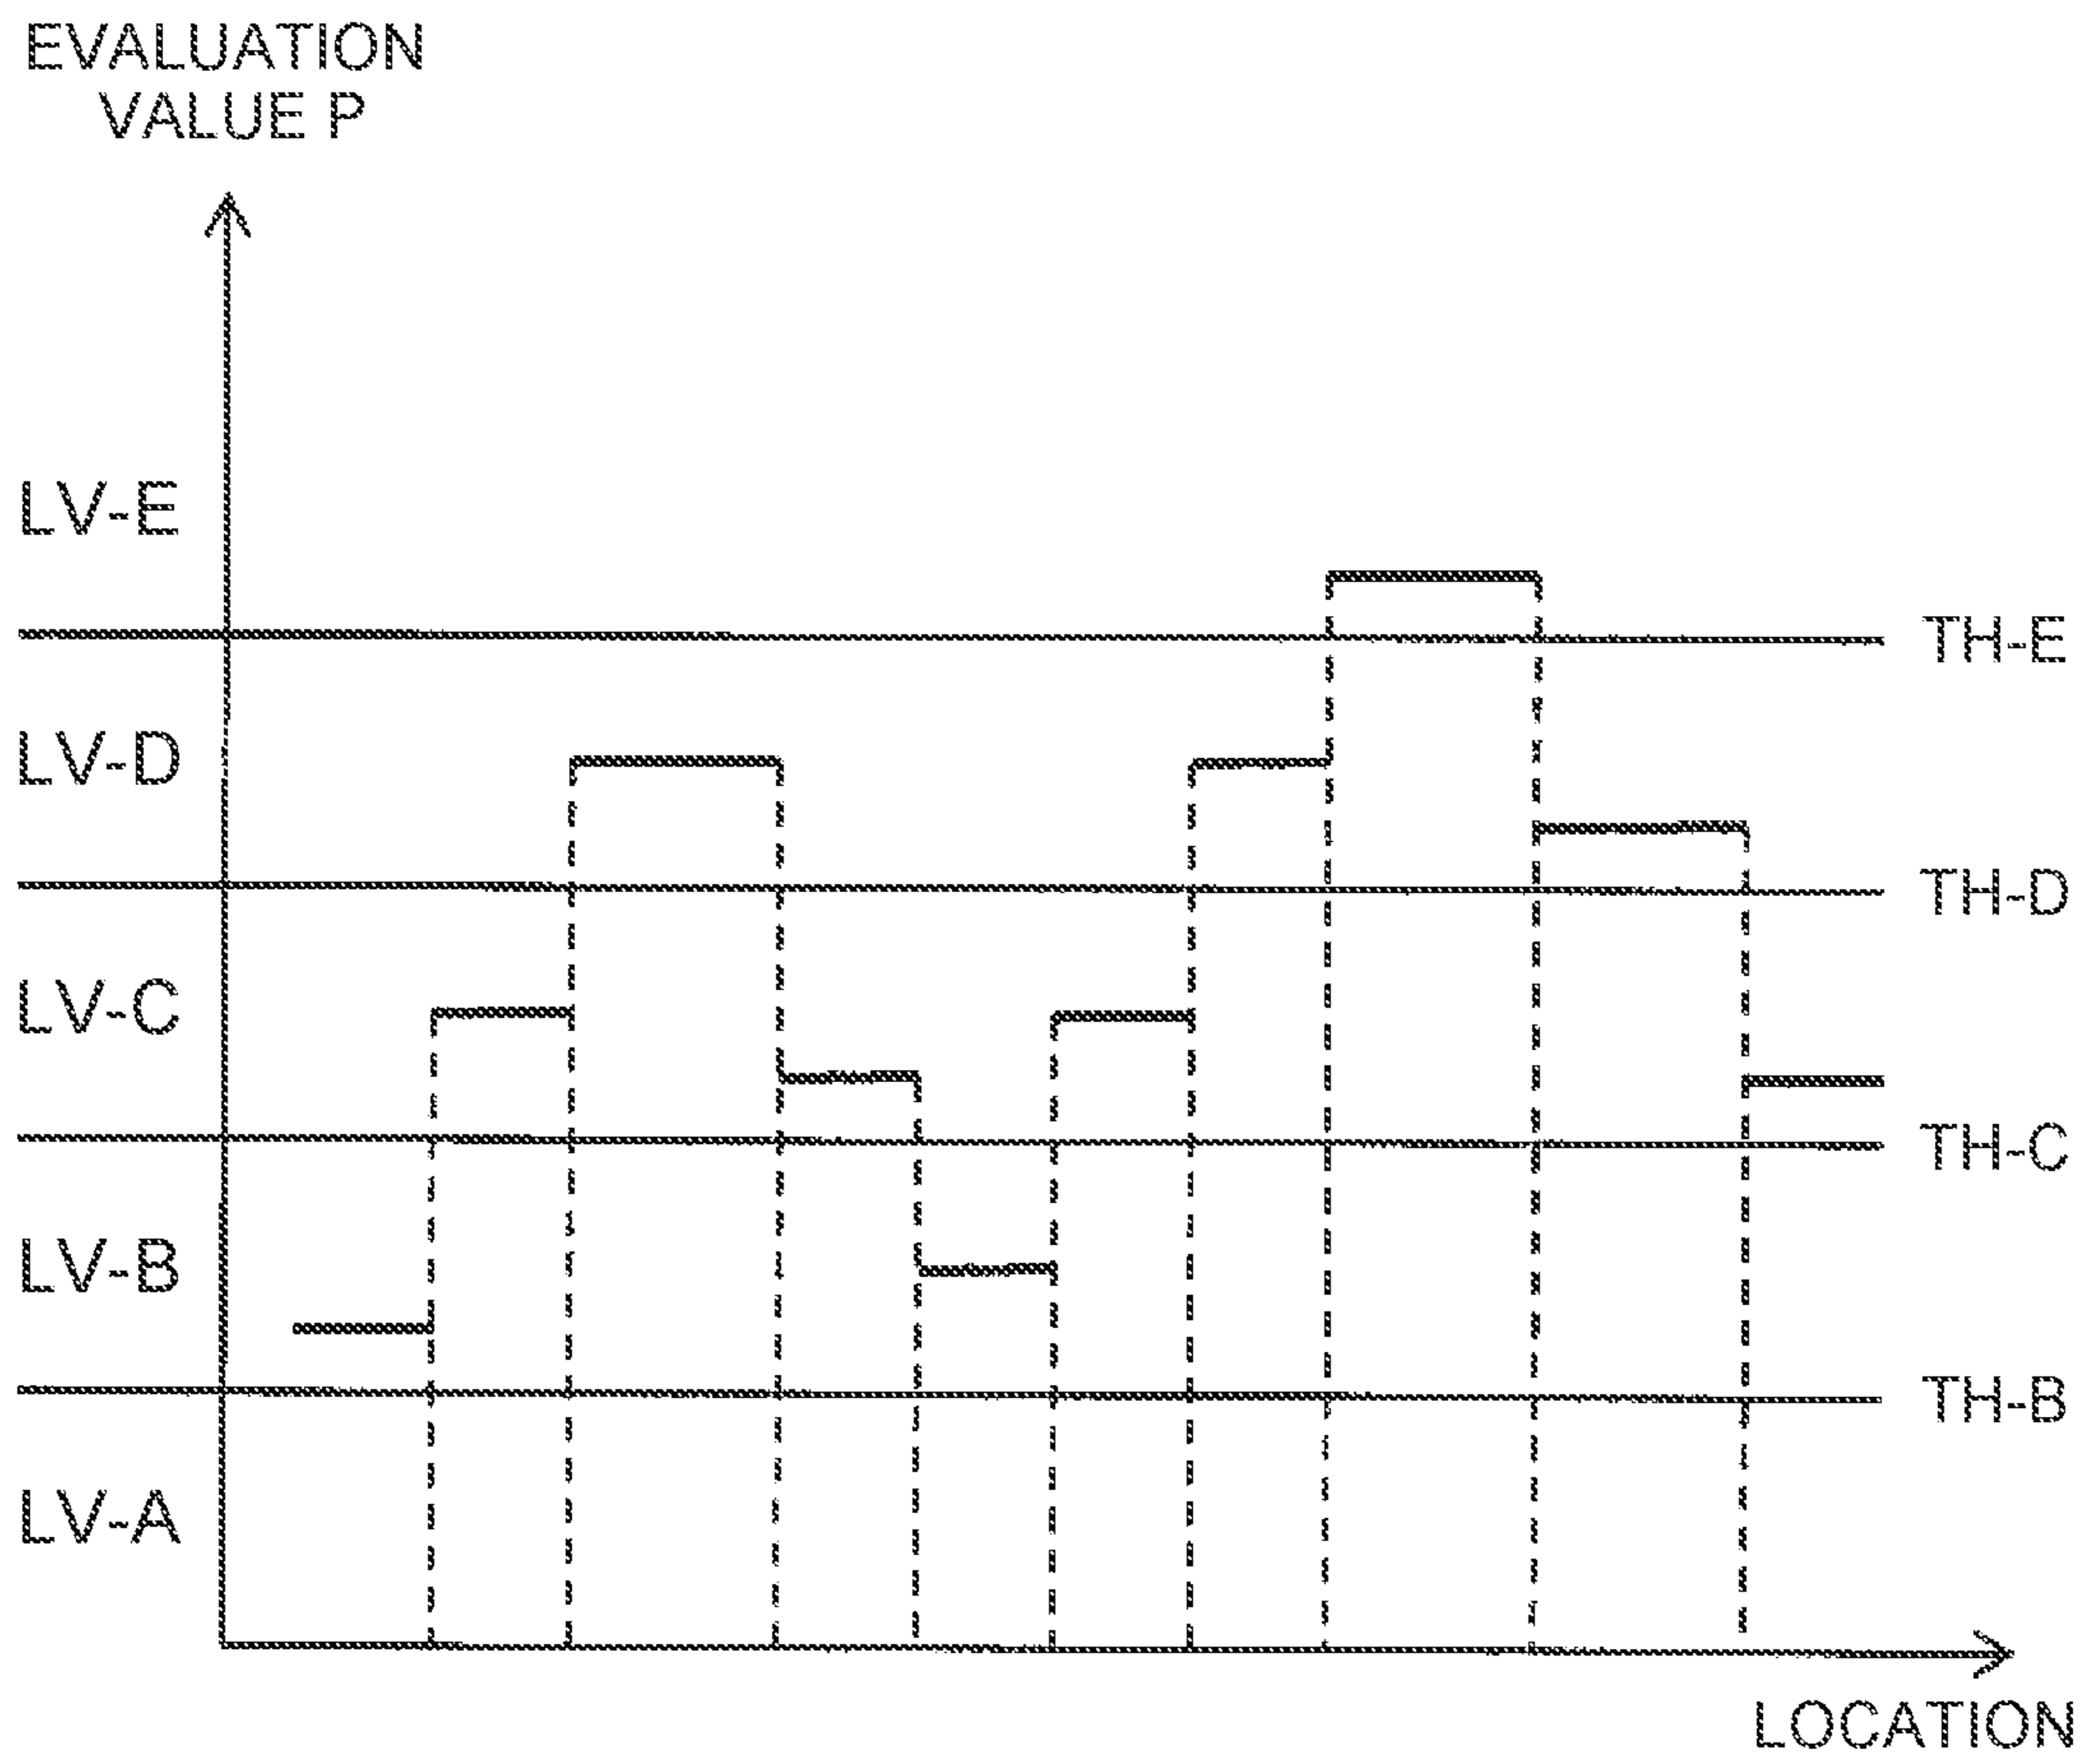 EVALUATION
VALUE P
LV-E
TH-E
LV-D
TH-D
LV-C
TH-C
LV-B
TH-B
LV-A
LOCATION